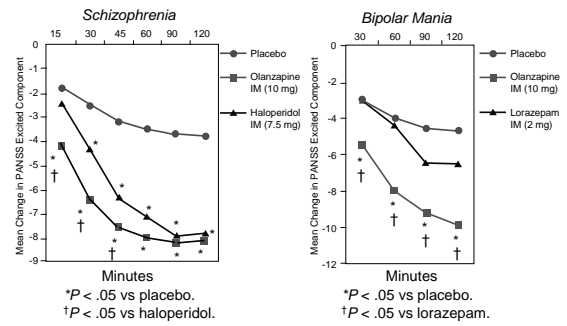 Schizophrenia
15 30 45 60 90 120
0
-1
-2
-3
-4
-5
-6
-7
-8
-9
Mean Change in PANSS Excited Component
Placebo
Olanzapine
IM (10 mg)
Haloperidol
IM (7.5 mg)
*
†
*
†
*
†
*
*
*
*
*
*
*
*
Minutes
*P < .05 vs placebo.
†P < .05 vs haloperidol.
Bipolar Mania
30 60 90 120
0
-2
-4
-6
-8
-10
-12
Mean Change in PANSS Excited Component
Placebo
Olanzapine
IM (10 mg)
Lorazepam
IM (2 mg)
*
†
*
†
*
†
*
†
Minutes
*P < .05 vs placebo.
†P < .05 vs lorazepam.